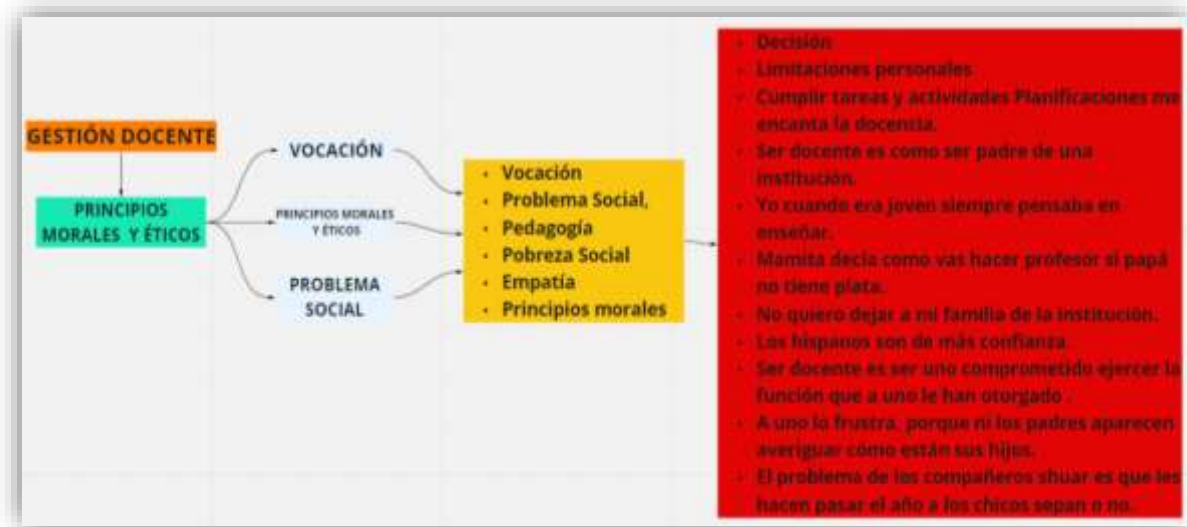 GESTIÓN DOCENTE
PRINCIPIOS
MORALES Y ÉTICOS
VOCACIÓN
PRINCIPIOS MORALES
Y ÉTICOS
PROBLEMA
SOCIAL
• Vocación
• Problema Social,
• Pedagogía
• Pobreza Social
• Empatía
• Principios morales
• Decisión
• Limitaciones personales
• Cumplir tareas y actividades Planificaciones me
encanta la docencia.
• Ser docente es como ser padre de una
institución.
• Yo cuando era joven siempre pensaba en
enseñar.
• Mamita decía como vas hacer profesor si papá
no tiene plata.
• No quiero dejar a mi familia de la institución.
• Los hispanos son de más confianza.
• Ser docente es ser uno comprometido ejercer la
función que a uno le han otorgado .
• A uno lo frustra, porque ni los padres aparecen
averiguar cómo están sus hijos.
• El problema de los compañeros shuar es que les
hacen pasar el año a los chicos sepan o no.